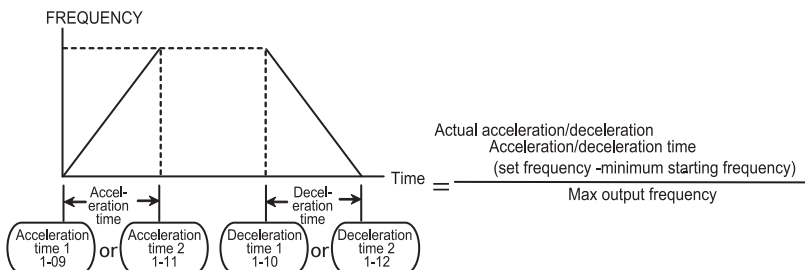 FREQUENCY
Time
Accel-
eration
time
Decel-
eration
time
Acceleration
time 1
1-09
or
Acceleration
time 2
1-11
Deceleration
time 1
1-10
or
Deceleration
time 2
1-12
Actual acceleration/deceleration
Acceleration/deceleration time
= (set frequency -minimum starting frequency)
Max output frequency